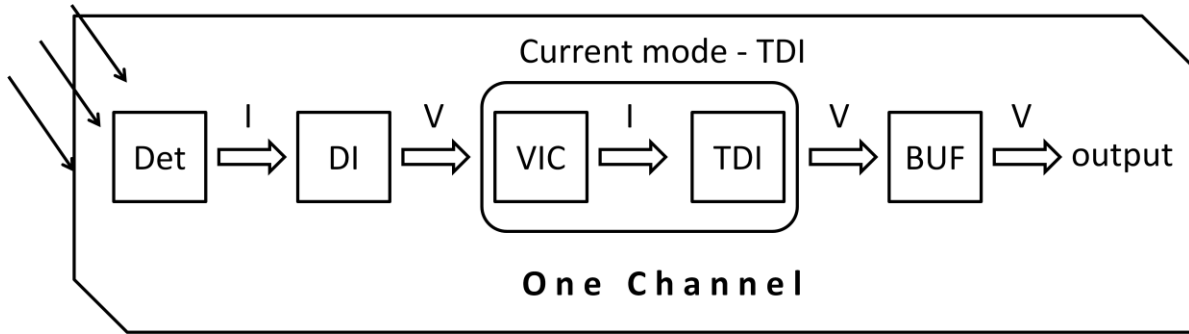 Current mode - TDI
I V I V V
Det DI VIC TDI BUF output
One Channel